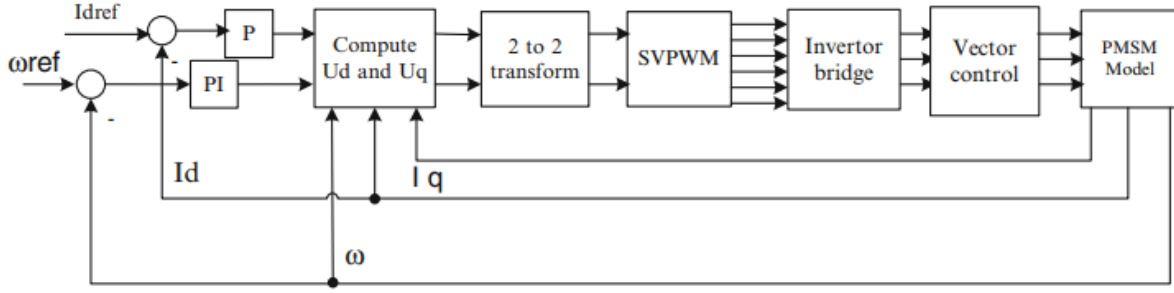 Idref
ωref
-
-
P
PI
Compute
Ud and Uq
2 to 2
transform
SVPWM
Invertor
bridge
Vector
control
PMSM
Model
Id
I q
ω